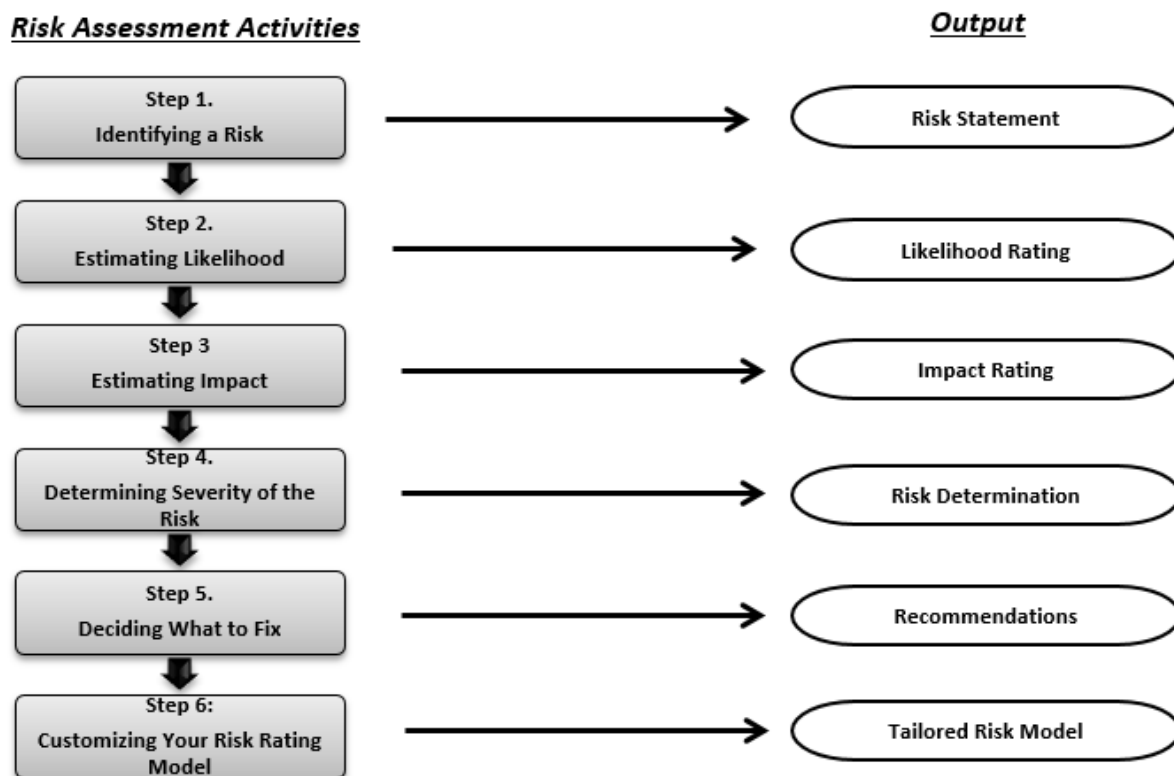 Risk Assessment Activities
Output
Step 1.
Identifying a Risk
Risk Statement
Step 2.
Estimating Likelihood
Likelihood Rating
Step 3
Estimating Impact
Impact Rating
Step 4.
Determining Severity of the
Risk
Risk Determination
Step 5.
Deciding What to Fix
Recommendations
Step 6:
Customizing Your Risk Rating
Model
Tailored Risk Model